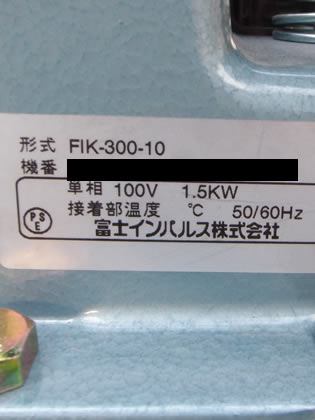 形式 FIK-300-10
機番
単相 100V 1.5KW
PSE 接着部温度 ℃ 50/60Hz
富士インパルス株式会社